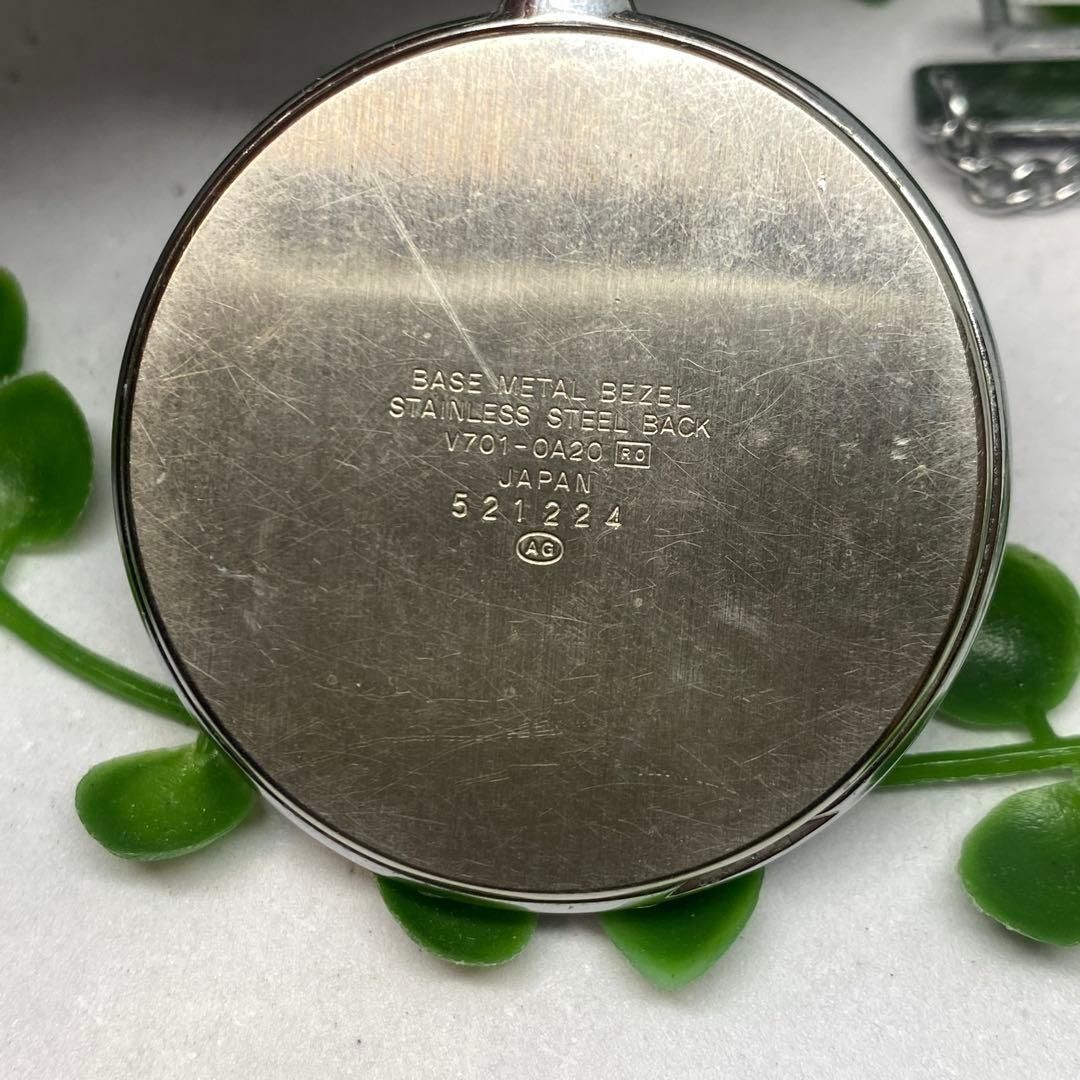 BASE METAL BEZEL
STAINLESS STEEL BACK
V701-0A20 RO
JAPAN
521224
AG